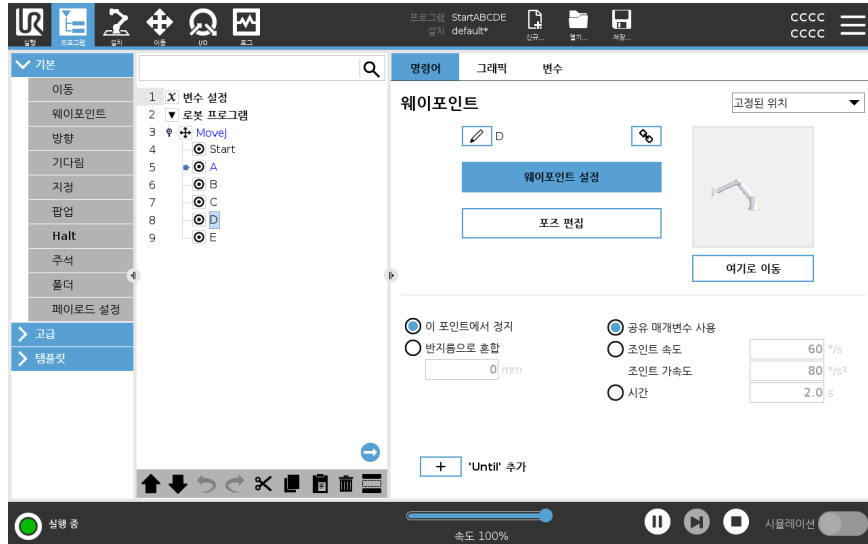 UR
실행
프로그램
설치
이동
I/O
로그
프로그램 StartABCDE
설치 default*
신규...
열기...
저장...
cccc
cccc
기본
이동
웨이포인트
방향
기다림
지정
팝업
Halt
주석
폴더
페이로드 설정
고급
템플릿
1 X 변수 설정
2 로봇 프로그램
3 MoveJ
4 Start
5 A
6 B
7 C
8 D
9 E
명령어 그래픽 변수
웨이포인트
고정된 위치
D
웨이포인트 설정
포즈 편집
여기로 이동
이 포인트에서 정지
반지름으로 혼합
0 mm
공유 매개변수 사용
조인트 속도 60 °/s
조인트 가속도 80 °/s²
시간 2.0 s
+ 'Until' 추가
실행 중
속도 100%
시뮬레이션